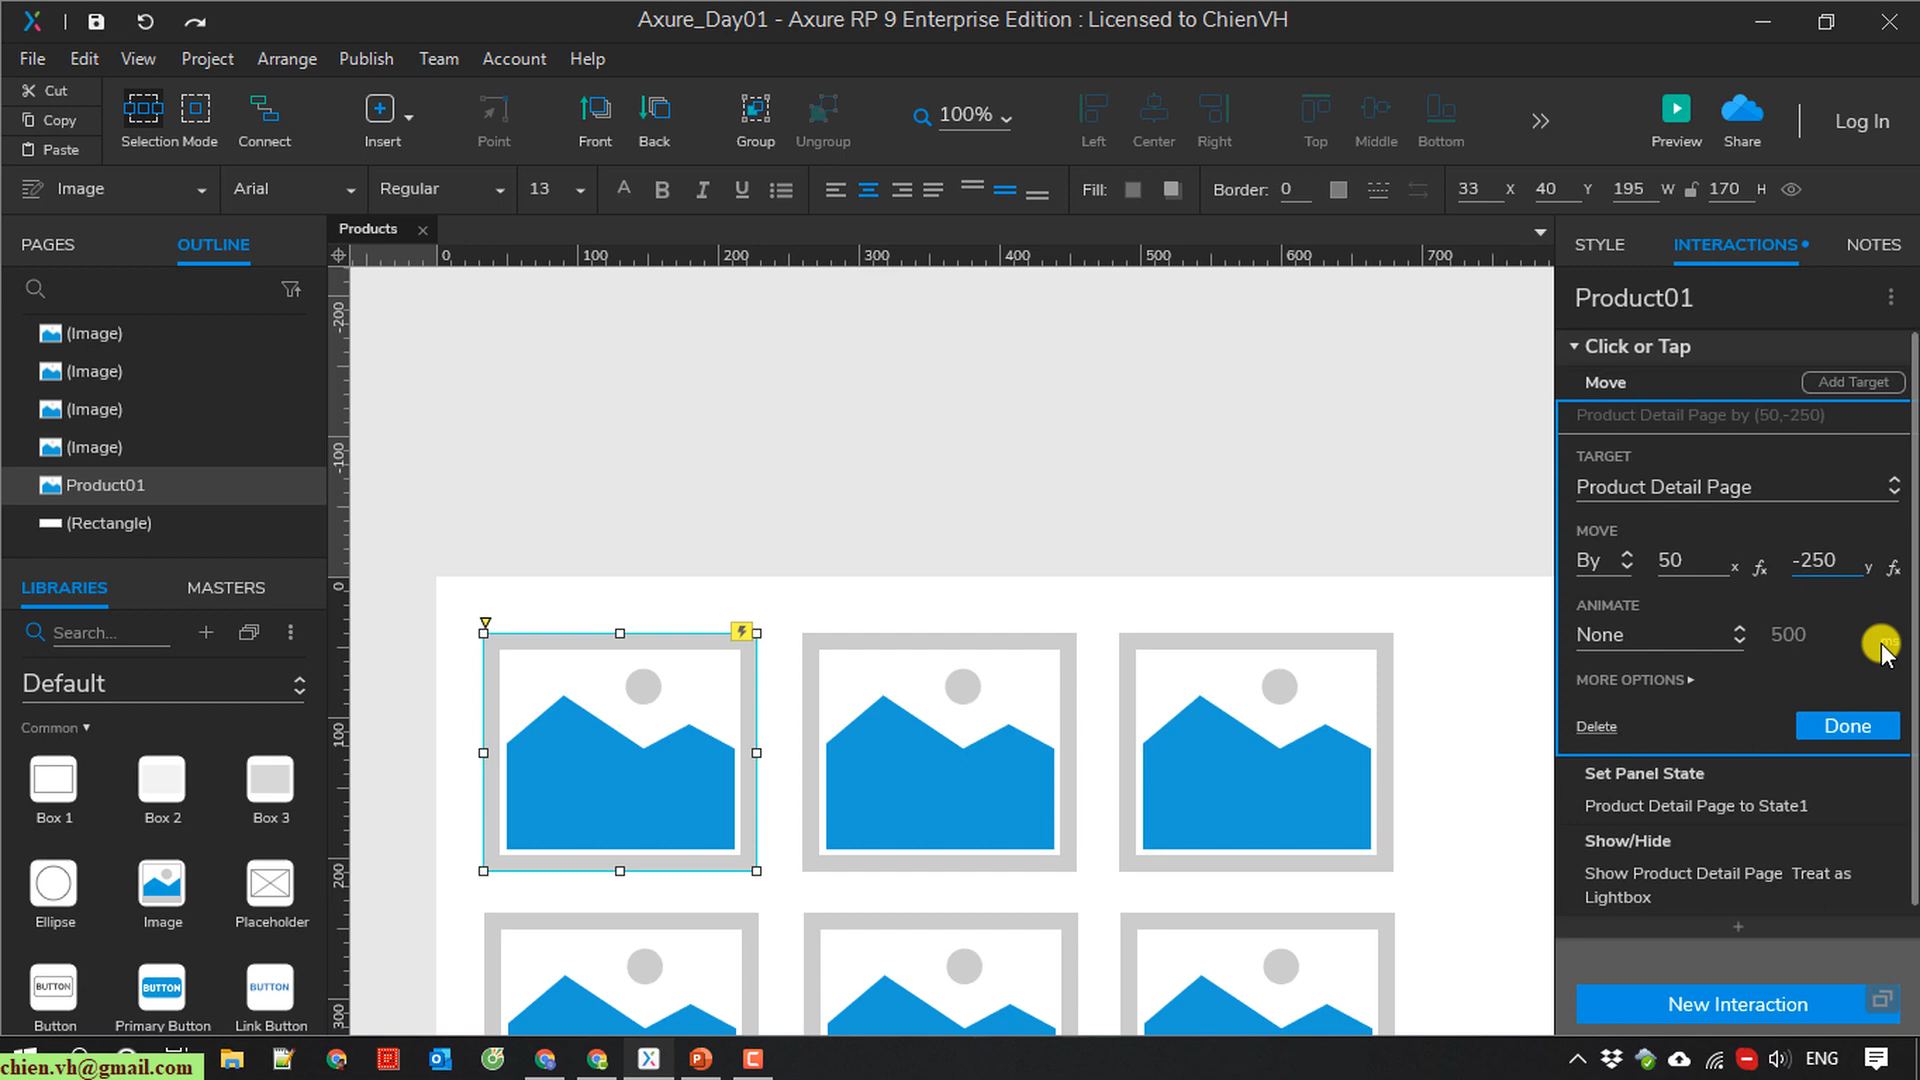 Axure_Day01 - Axure RP 9 Enterprise Edition : Licensed to ChienVH
File Edit View Project Arrange Publish Team Account Help
Cut
Copy
Paste
Selection Mode
Connect
Insert
Point
Front
Back
Group
Ungroup
100%
Left
Center
Right
Top
Middle
Bottom
Preview
Share
Log In
Image
Arial
Regular
13
Fill:
Border: 0
33 X 40 Y 195 W 170 H
PAGES OUTLINE
Products
STYLE INTERACTIONS NOTES
0 100 200 300 400 500 600 700
-200
-100
0
100
200
300
(Image)
(Image)
(Image)
(Image)
Product01
(Rectangle)
LIBRARIES MASTERS
Search...
Default
Common
Box 1
Box 2
Box 3
Ellipse
Image
Placeholder
BUTTON
BUTTON
BUTTON
Button
Primary Button
Link Button
Product01
Click or Tap
Move Add Target
Product Detail Page by (50,-250)
TARGET
Product Detail Page
MOVE
By 50 x fx -250 y fx
ANIMATE
None 500 ms
MORE OPTIONS
Delete Done
Set Panel State
Product Detail Page to State1
Show/Hide
Show Product Detail Page Treat as
Lightbox
New Interaction
chien.vh@gmail.com
ENG